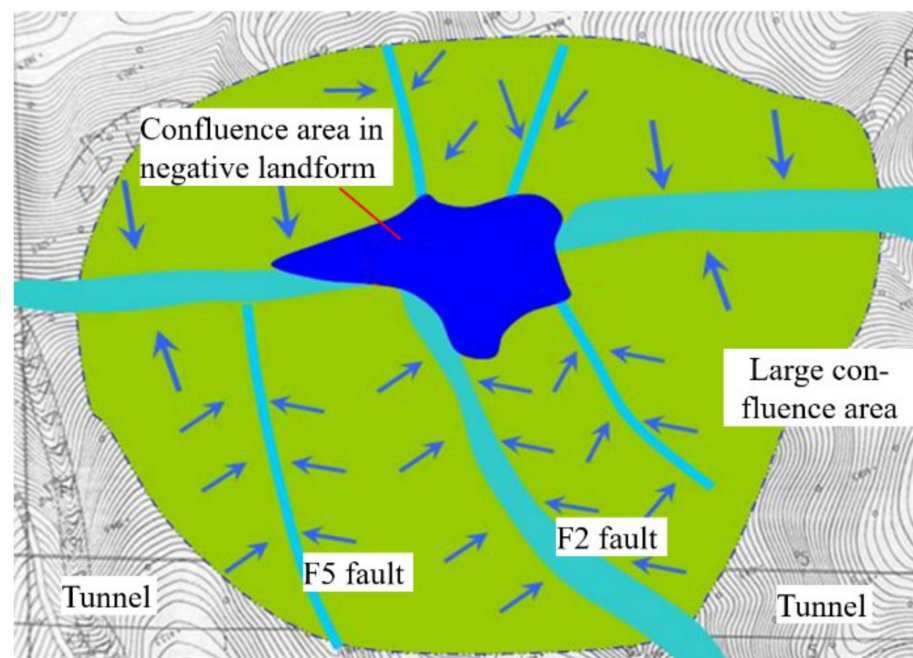 Confluence area in
negative landform
Large con-
fluence area
F2 fault
F5 fault
Tunnel
Tunnel